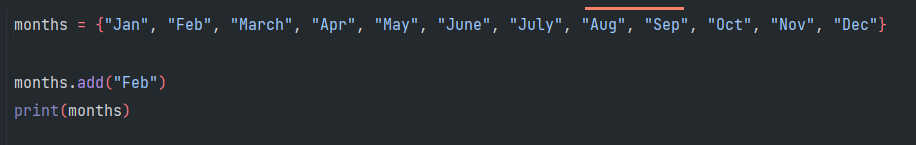 months = {"Jan", "Feb", "March", "Apr", "May", "June", "July", "Aug", "Sep", "Oct", "Nov", "Dec"}
months.add("Feb")
print(months)